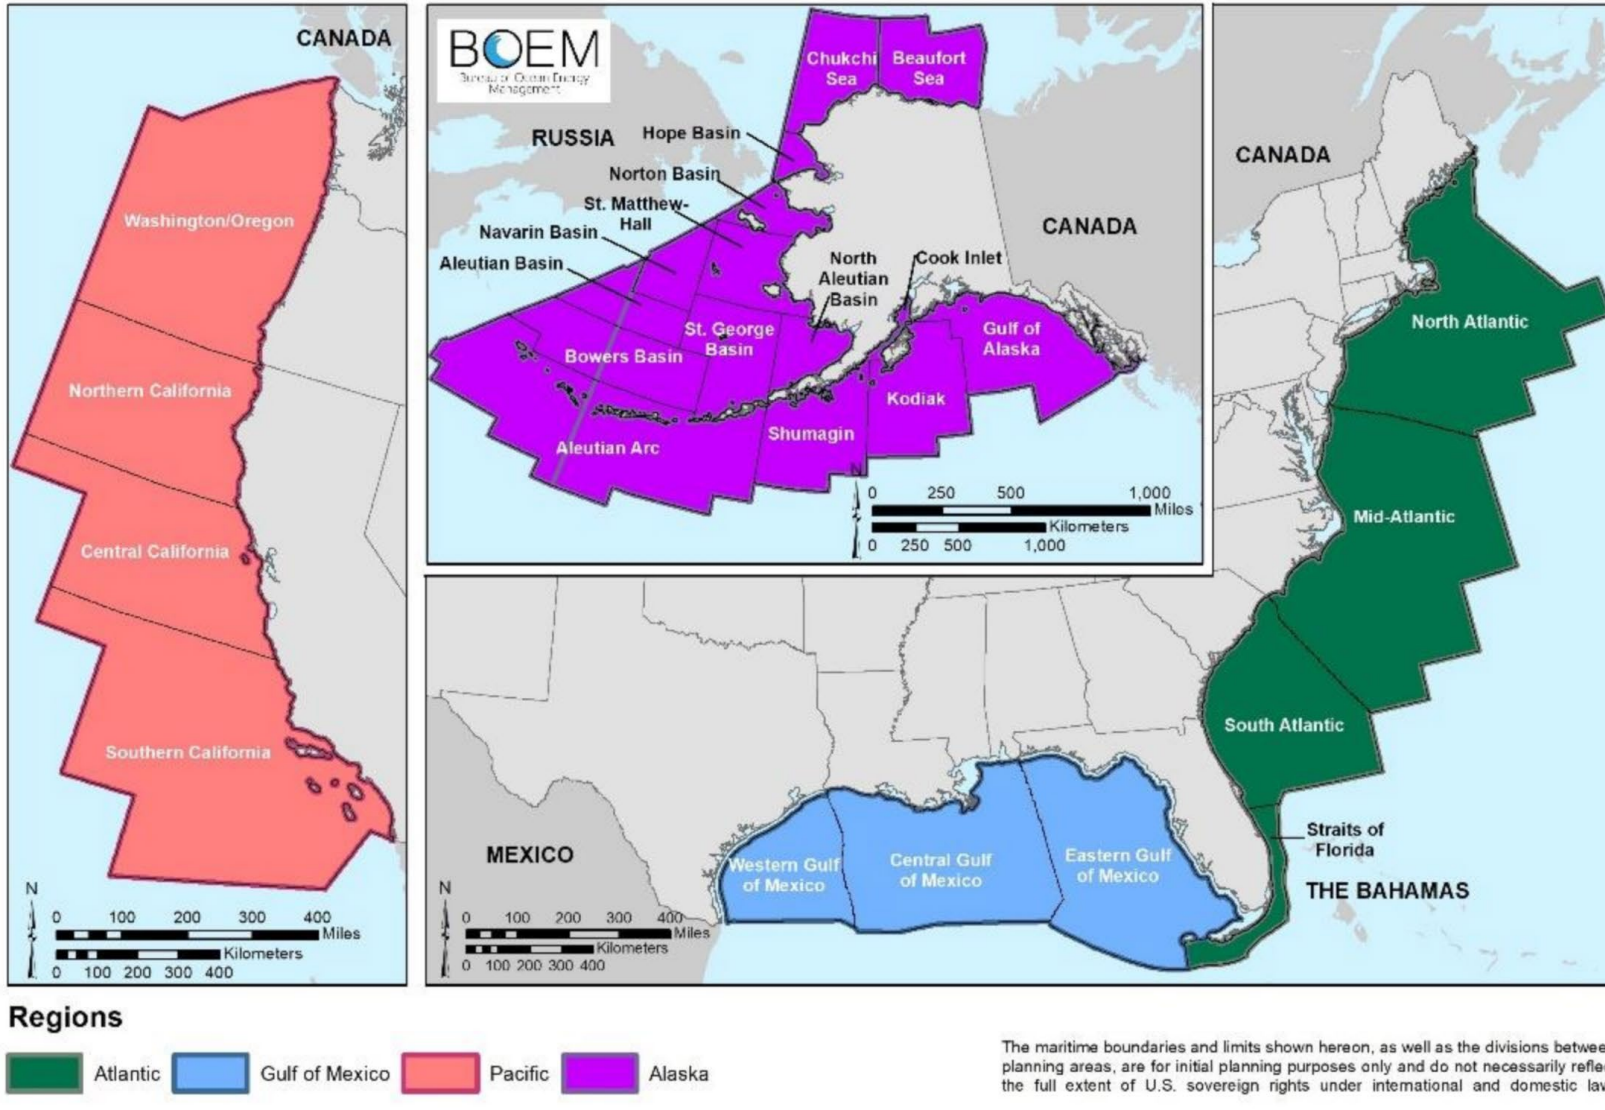 CANADA
Washington/Oregon
Northern California
Central California
Southern California
N
0 100 200 300 400
Miles
Kilometers
0 100 200 300 400
BOEM
Bureau of Ocean Energy
Management
Chukchi
Sea
Beaufort
Sea
RUSSIA
Hope Basin
Norton Basin
St. Matthew-
Hall
Navarin Basin
Aleutian Basin
CANADA
North
Aleutian
Basin
Cook Inlet
St. George
Basin
Bowers Basin
Gulf of
Alaska
Kodiak
Shumagin
Aleutian Arc
N
0 250 500 1,000
Miles
Kilometers
0 250 500 1,000
CANADA
North Atlantic
Mid-Atlantic
South Atlantic
Straits of
Florida
THE BAHAMAS
MEXICO
Western Gulf
of Mexico
Central Gulf
of Mexico
Eastern Gulf
of Mexico
N
0 100 200 300 400
Miles
Kilometers
0 100 200 300 400
Regions
Atlantic Gulf of Mexico Pacific Alaska
The maritime boundaries and limits shown hereon, as well as the divisions betwee
planning areas, are for initial planning purposes only and do not necessarily refle
the full extent of U.S. sovereign rights under international and domestic la